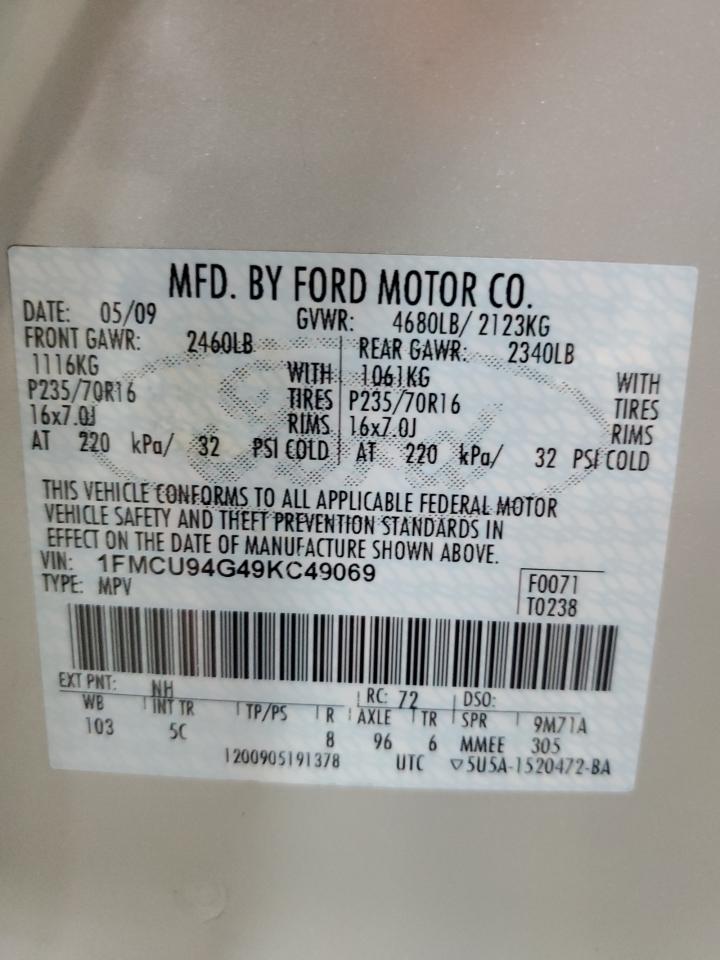 MFD. BY FORD MOTOR CO.
DATE: 05/09 GVWR: 4680LB/ 2123KG
FRONT GAWR: 2460LB REAR GAWR: 2340LB
1116KG WITH 1061KG WITH
P235/70R16 TIRES P235/70R16 TIRES
16x7.0J RIMS 16x7.0J RIMS
AT 220 kPa/ 32 PSI COLD AT 220 kPa/ 32 PSI COLD
THIS VEHICLE CONFORMS TO ALL APPLICABLE FEDERAL MOTOR
VEHICLE SAFETY AND THEFT PREVENTION STANDARDS IN
EFFECT ON THE DATE OF MANUFACTURE SHOWN ABOVE.
VIN: 1FMCU94G49KC49069 F0071
TYPE: MPV T0238
EXT PNT: NH RC: 72 DSO:
WB INT TR TP/PS R AXLE TR SPR 9M71A
103 5C 8 96 6 MMEE 305
1200905191378 UTC ▽5U5A-1520472-BA